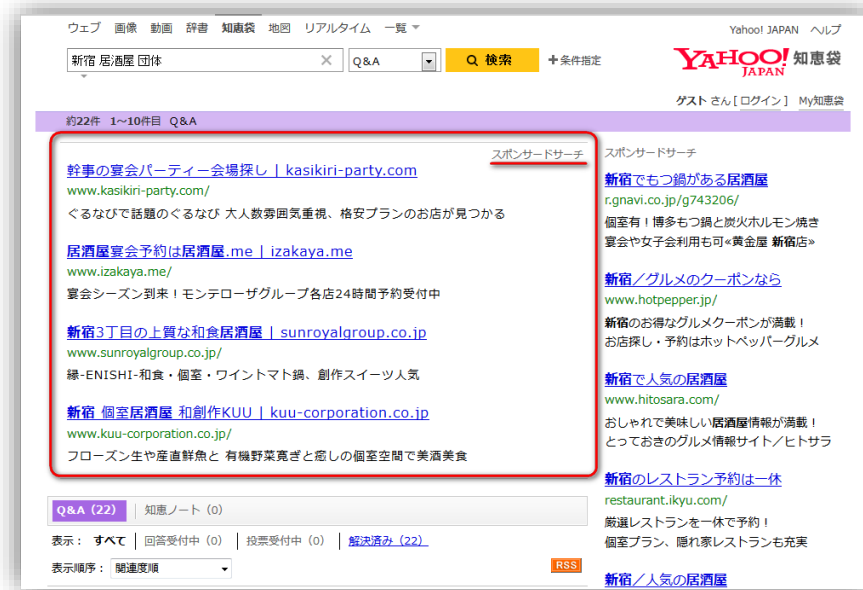 ウェブ 画像 動画 辞書 知恵袋 地図 リアルタイム 一覧
Yahoo! JAPAN ヘルプ
新宿 居酒屋 団体
Q&A
検索
+条件指定
YAHOO! JAPAN 知恵袋
ゲスト さん [ ログイン ] My知恵袋
約22件 1~10件目 Q&A
スポンサードサーチ
幹事の宴会パーティー会場探し | kasikiri-party.com
www.kasikiri-party.com/
ぐるなびで話題のぐるなび 大人数雰囲気重視、格安プランのお店が見つかる
居酒屋宴会予約は居酒屋.me | izakaya.me
www.izakaya.me/
宴会シーズン到来!モンテローザグループ各店24時間予約受付中
新宿3丁目の上質な和食居酒屋 | sunroyalgroup.co.jp
www.sunroyalgroup.co.jp/
縁-ENISHI-和食・個室・ワイントマト鍋、創作スイーツ人気
新宿 個室居酒屋 和創作KUU | kuu-corporation.co.jp
www.kuu-corporation.co.jp/
フローズン生や産直鮮魚と 有機野菜寛ぎと癒しの個室空間で美酒美食
スポンサードサーチ
新宿でもつ鍋がある居酒屋
r.gnavi.co.jp/g743206/
個室有!博多もつ鍋と炭火ホルモン焼き
宴会や女子会利用も可«黄金屋 新宿店»
新宿/グルメのクーポンなら
www.hotpepper.jp/
新宿のお得なグルメクーポンが満載!
お店探し・予約はホットペッパーグルメ
新宿で人気の居酒屋
www.hitosara.com/
おしゃれで美味しい居酒屋情報が満載!
とっておきのグルメ情報サイト/ヒトサラ
新宿のレストラン予約は一休
restaurant.ikyu.com/
厳選レストランを一休で予約!
個室プラン、隠れ家レストランも充実
新宿/人気の居酒屋
Q&A(22) 知恵ノート(0)
表示: すべて 回答受付中(0) 投票受付中(0) 解決済み(22)
表示順序: 関連度順
RSS